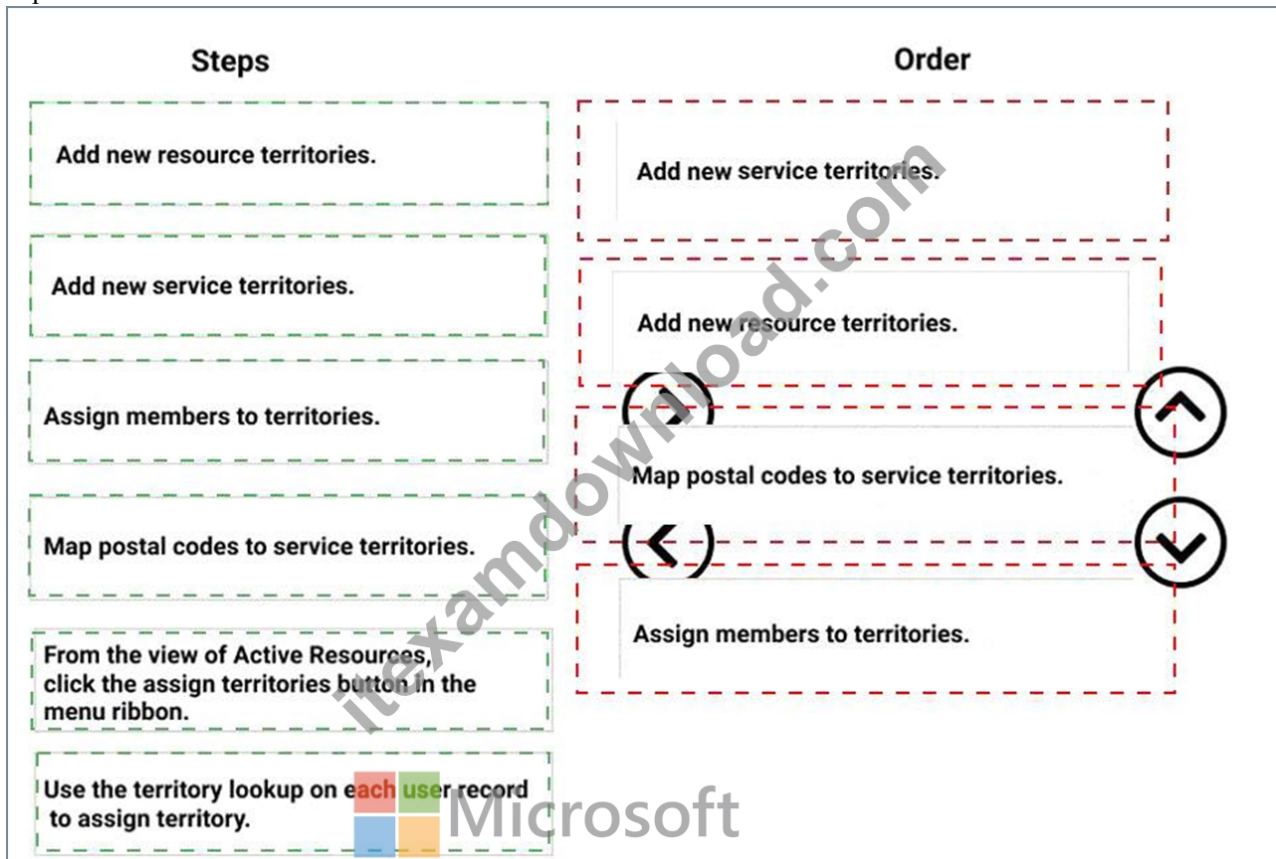 Steps
Order
Add new resource territories.
Add new service territories.
Assign members to territories.
Map postal codes to service territories.
From the view of Active Resources,
click the assign territories button in the
menu ribbon.
Use the territory lookup on each user record
to assign territory.
Add new service territories.
Add new resource territories.
Map postal codes to service territories.
Assign members to territories.
itexamdownload.com
Microsoft